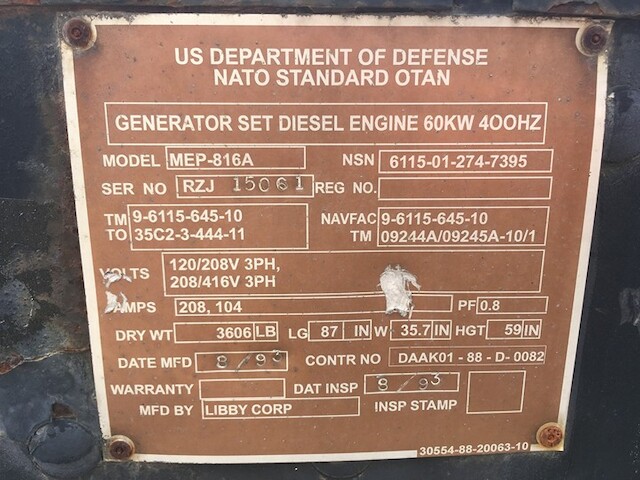 US DEPARTMENT OF DEFENSE
NATO STANDARD OTAN
GENERATOR SET DIESEL ENGINE 60KW 400HZ
MODEL MEP-816A NSN 6115-01-274-7395
SER NO RZJ 15061 REG NO.
TM 9-6115-645-10 NAVFAC 9-6115-645-10
TO 35C2-3-444-11 TM 09244A/09245A-10/1
VOLTS 120/208V 3PH,
208/416V 3PH
AMPS 208, 104 PF 0.8
DRY WT 3606 LB LG 87 IN W 35.7 IN HGT 59 IN
DATE MFD 8/93 CONTR NO DAAK01-88-D-0082
WARRANTY DAT INSP 8/93
MFD BY LIBBY CORP INSP STAMP
30554-88-20063-10